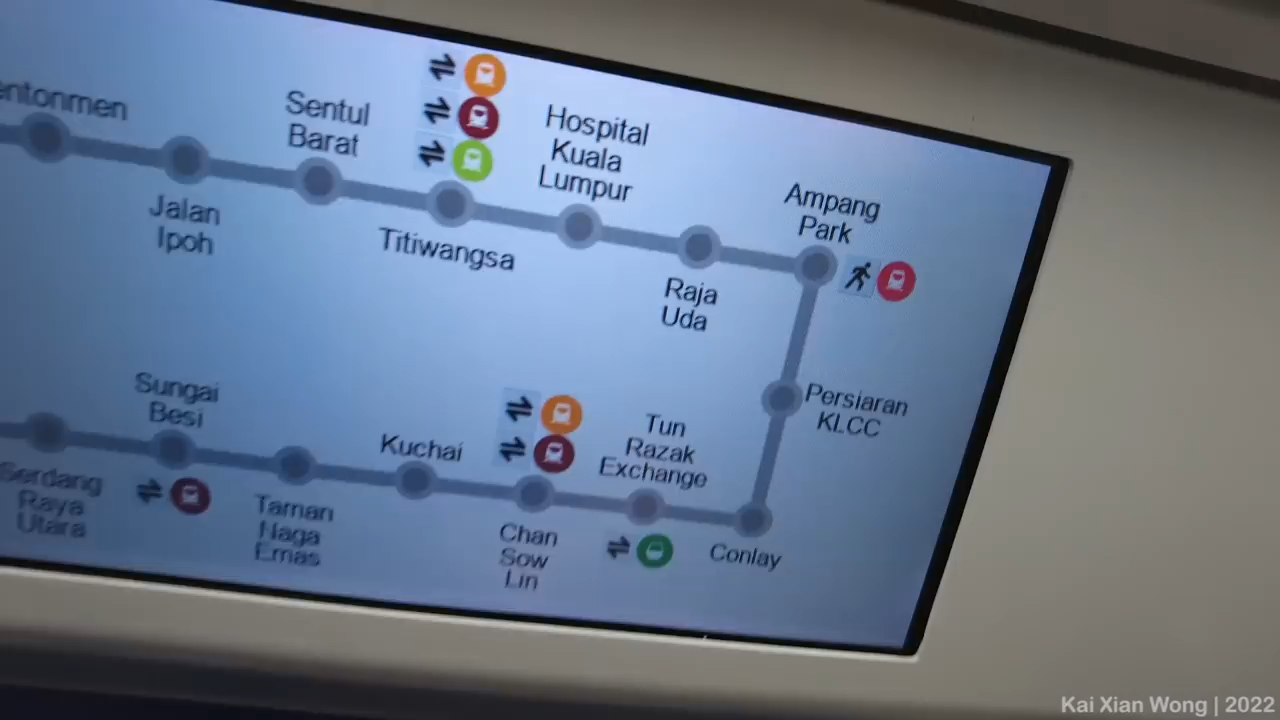 entonmen
Jalan
Ipoh
Sentul
Barat
Titiwangsa
Hospital
Kuala
Lumpur
Raja
Uda
Ampang
Park
Persiaran
KLCC
Serdang
Raya
Utara
Sungai
Besi
Taman
Naga
Emas
Kuchai
Chan
Sow
Lin
Tun
Razak
Exchange
Conlay
Kai Xian Wong | 2022